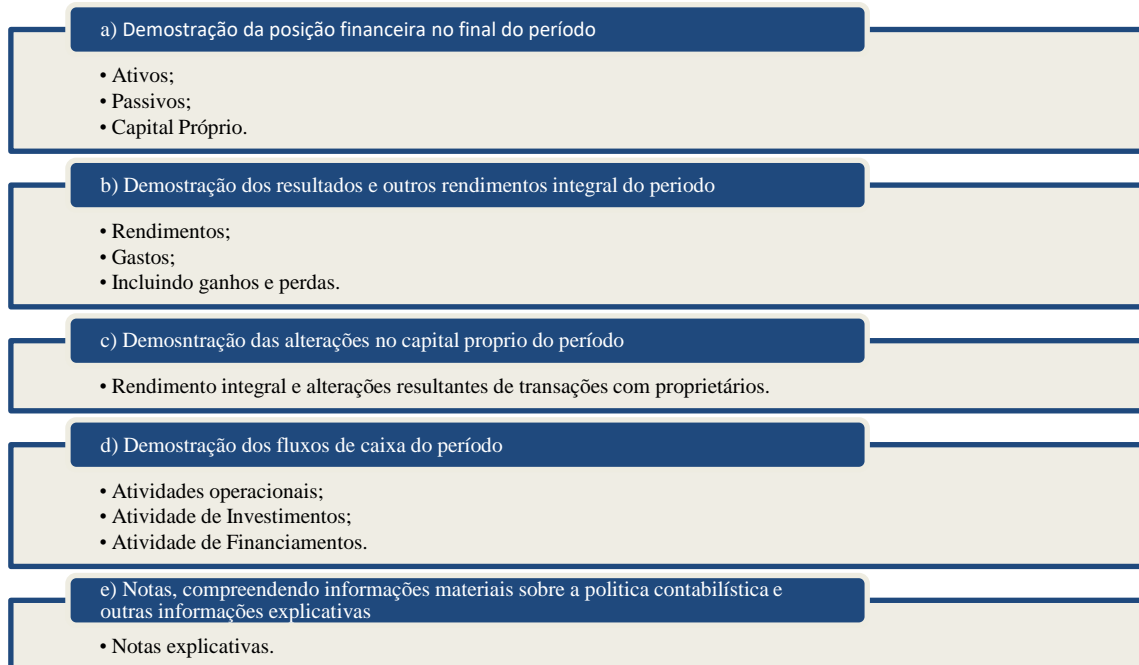 a) Demostração da posição financeira no final do período
• Ativos;
• Passivos;
• Capital Próprio.
b) Demostração dos resultados e outros rendimentos integral do periodo
• Rendimentos;
• Gastos;
• Incluindo ganhos e perdas.
c) Demosntração das alterações no capital proprio do período
• Rendimento integral e alterações resultantes de transações com proprietários.
d) Demostração dos fluxos de caixa do período
• Atividades operacionais;
• Atividade de Investimentos;
• Atividade de Financiamentos.
e) Notas, compreendendo informações materiais sobre a politica contabilística e
outras informações explicativas
• Notas explicativas.